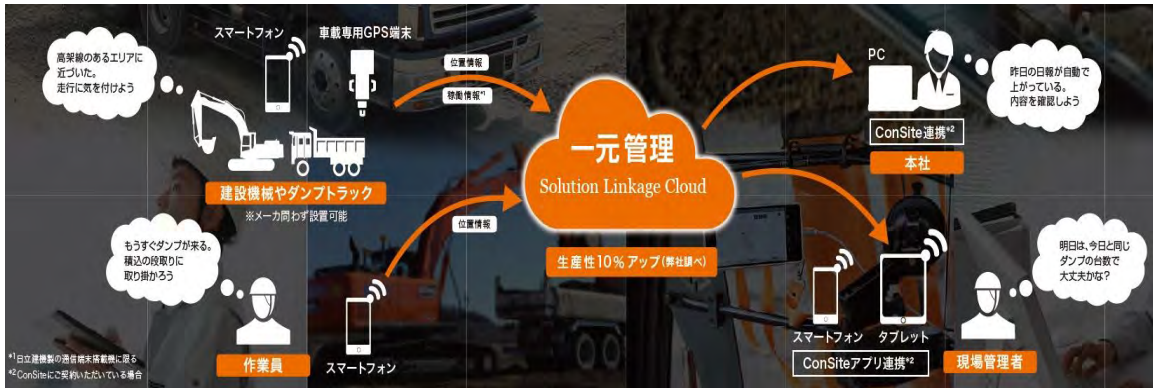 スマートフォン
車載専用GPS端末
高架線のあるエリアに
近づいた。
走行に気を付けよう
位置情報
稼働情報*1
建設機械やダンプトラック
※メーカ問わず設置可能
もうすぐダンプが来る。
積込の段取りに
取り掛かろう
作業員
スマートフォン
位置情報
一元管理
Solution Linkage Cloud
生産性10%アップ(弊社調べ)
PC
昨日の日報が自動で
上がっている。
内容を確認しよう
ConSite連携*2
本社
明日は、今日と同じ
ダンプの台数で
大丈夫かな?
スマートフォン
タブレット
ConSiteアプリ連携*2
現場管理者
*1日立建機製の通信端末搭載機に限る
*2ConSiteにご契約いただいている場合